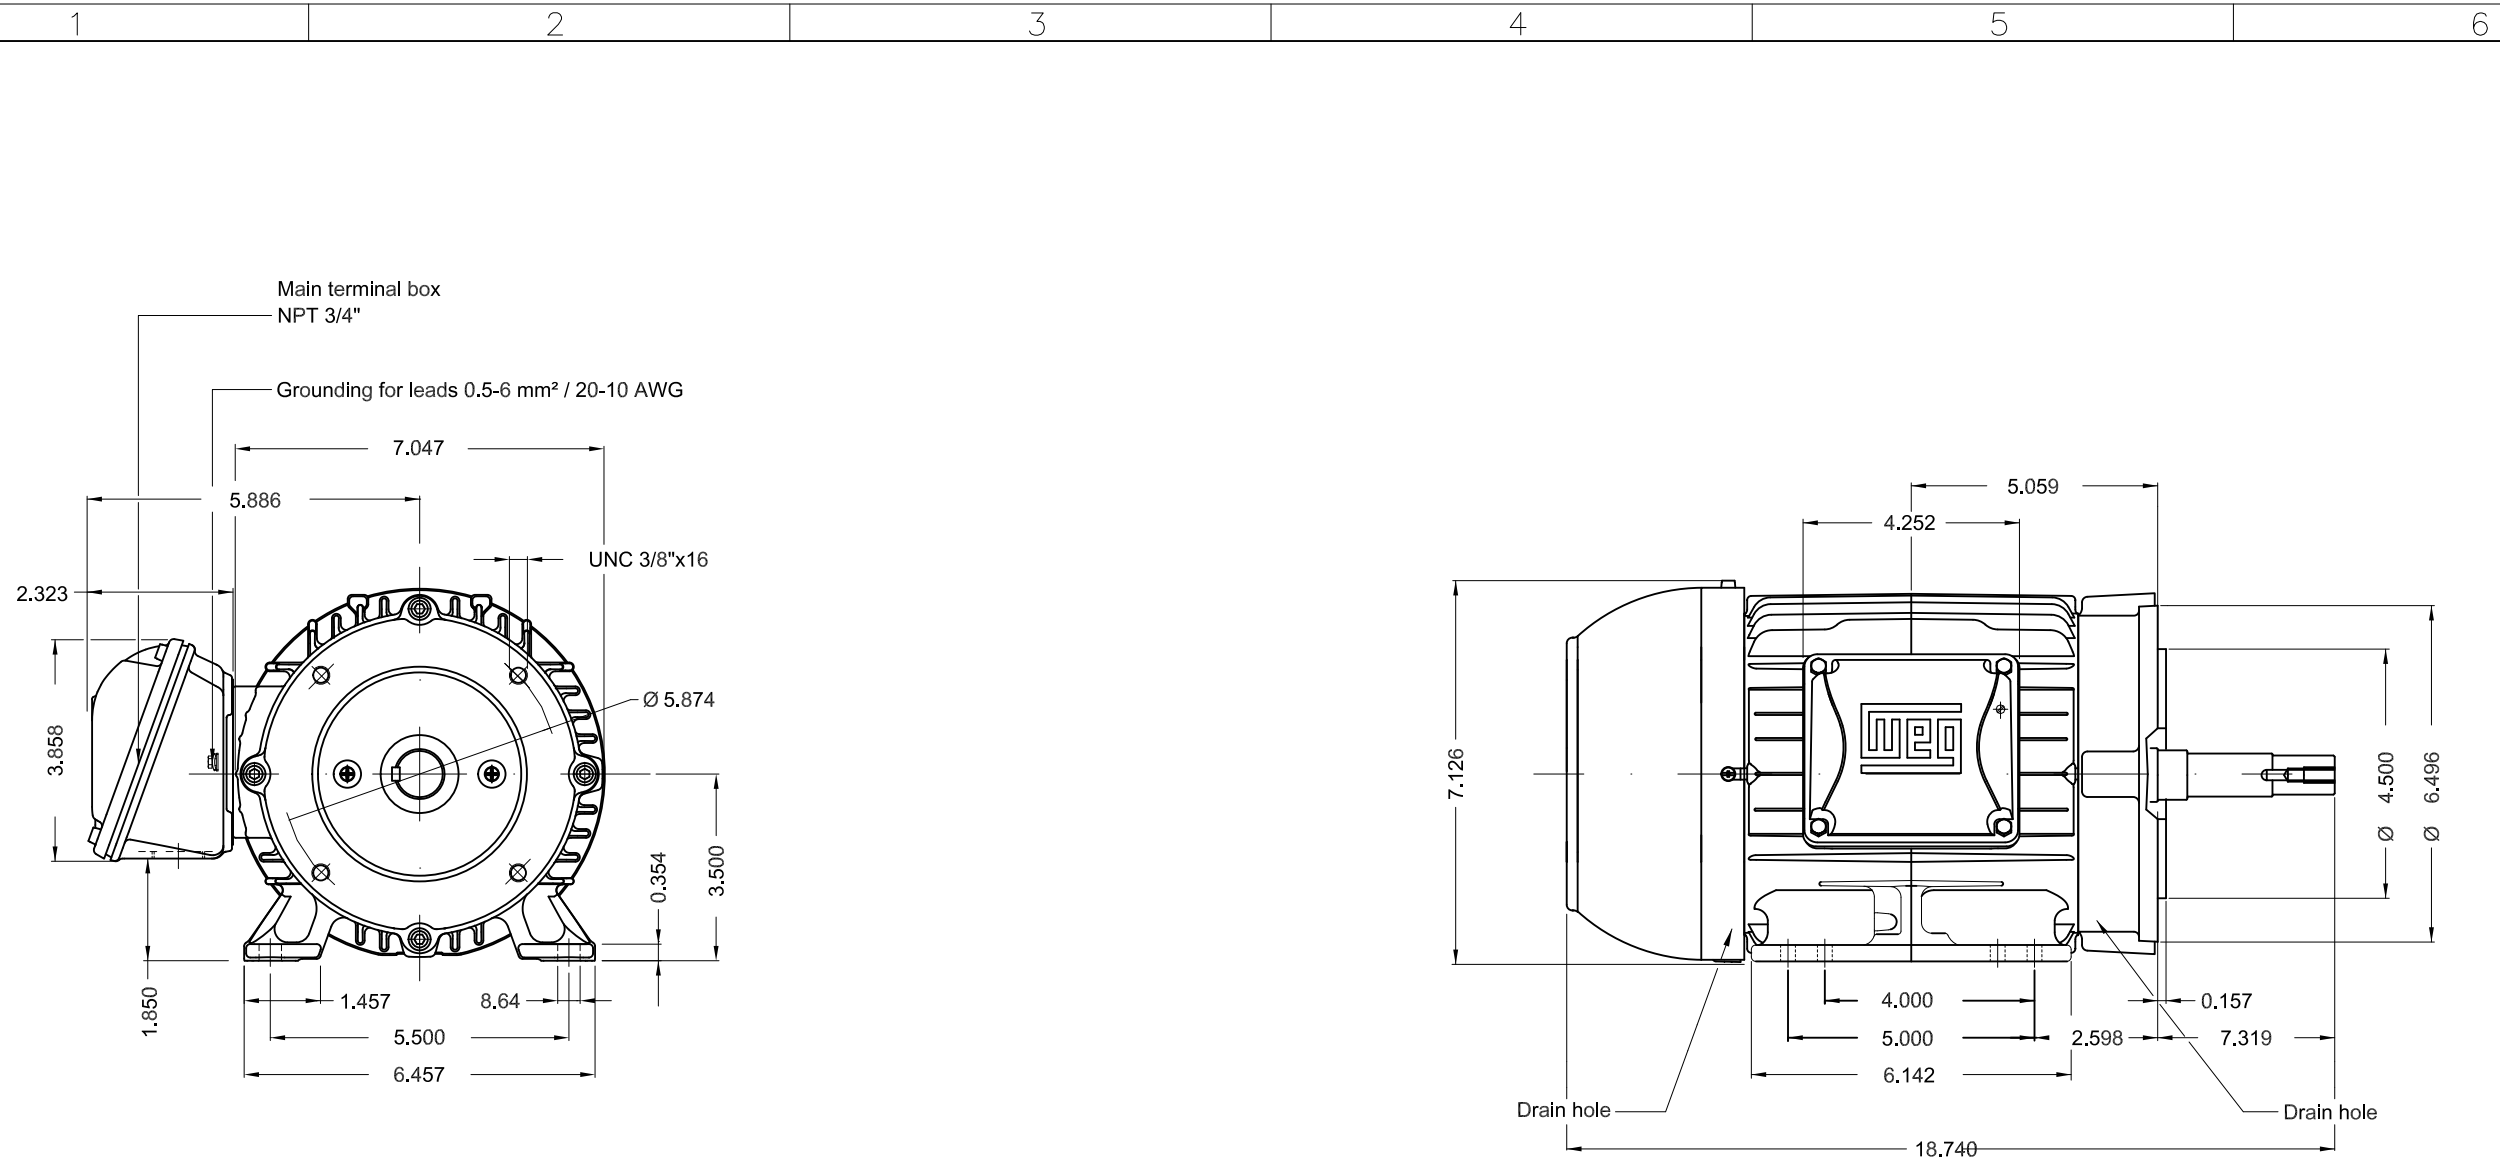 1
2
3
4
5
6
Main terminal box
NPT 3/4"
Grounding for leads 0.5-6 mm² / 20-10 AWG
7.047
5.886
UNC 3/8"x16
2.323
Ø 5.874
3.858
0.354
3.500
1.850
1.457
8.64
5.500
6.457
5.059
4.252
7.126
weg
Ø 4.500
Ø 6.496
4.000
0.157
5.000
2.598
7.319
6.142
Drain hole
Drain hole
18.740